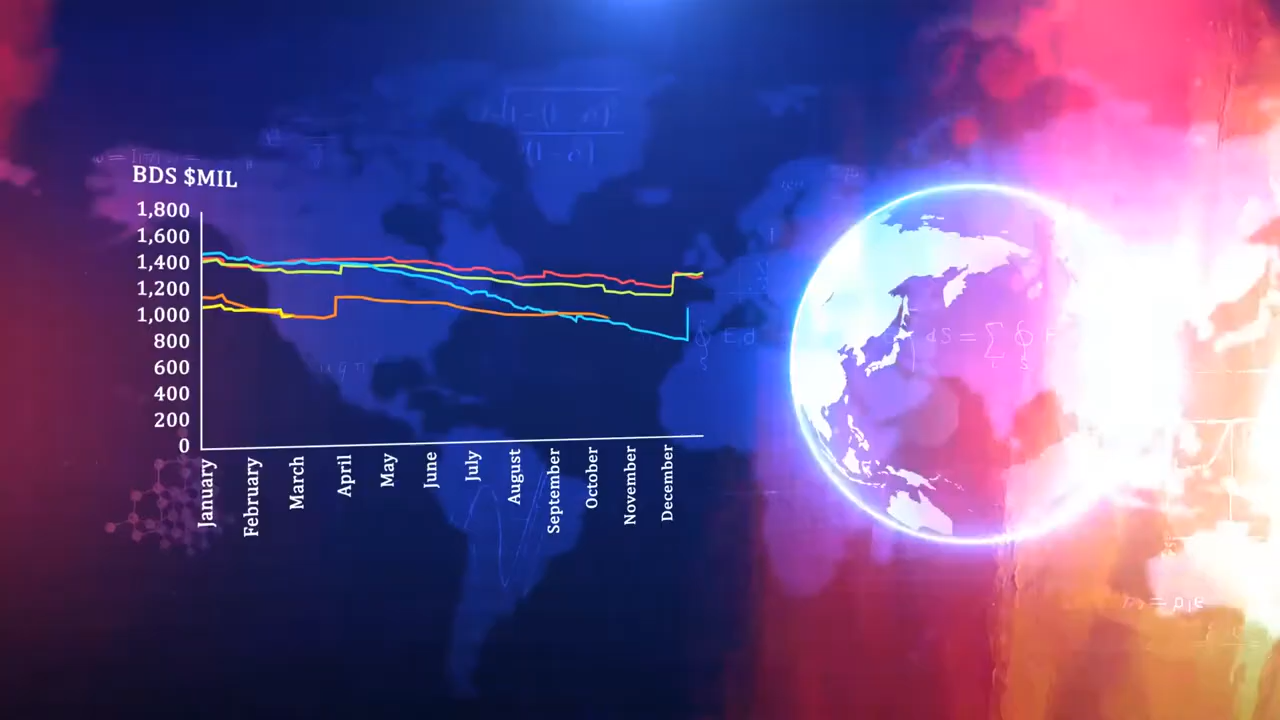 BDS $MIL
1,800
1,600
1,400
1,200
1,000
800
600
400
200
0
January
February
March
April
May
June
July
August
September
October
November
December